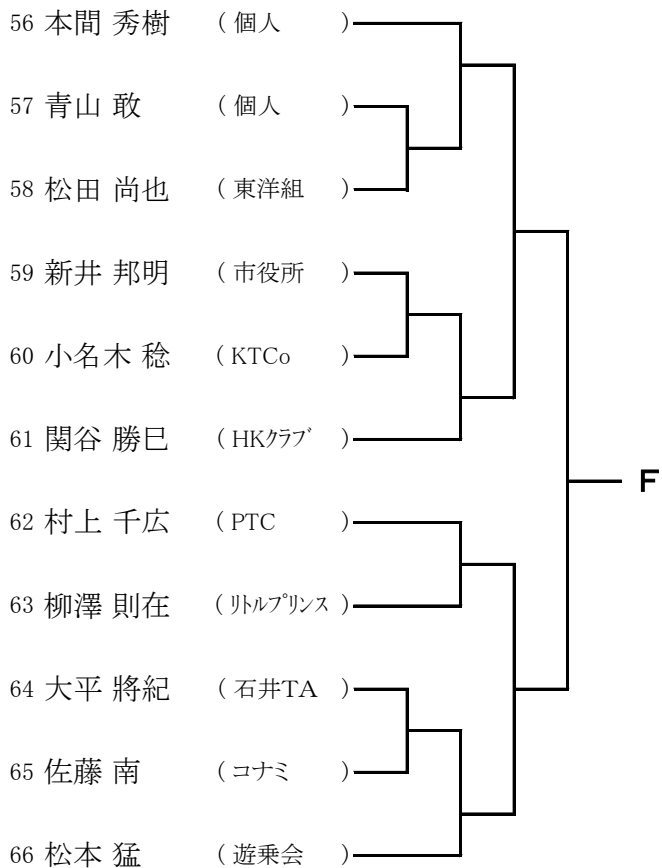 56 本間 秀樹 ( 個人 )
57 青山 敢 ( 個人 )
58 松田 尚也 ( 東洋組 )
59 新井 邦明 ( 市役所 )
60 小名木 稔 ( KTCo )
61 関谷 勝巳 ( HKｸﾗﾌﾞ )
F
62 村上 千広 ( PTC )
63 柳澤 則在 ( ﾘﾄﾙﾌﾟﾘﾝｽ )
64 大平 將紀 ( 石井TA )
65 佐藤 南 ( コナミ )
66 松本 猛 ( 遊乗会 )